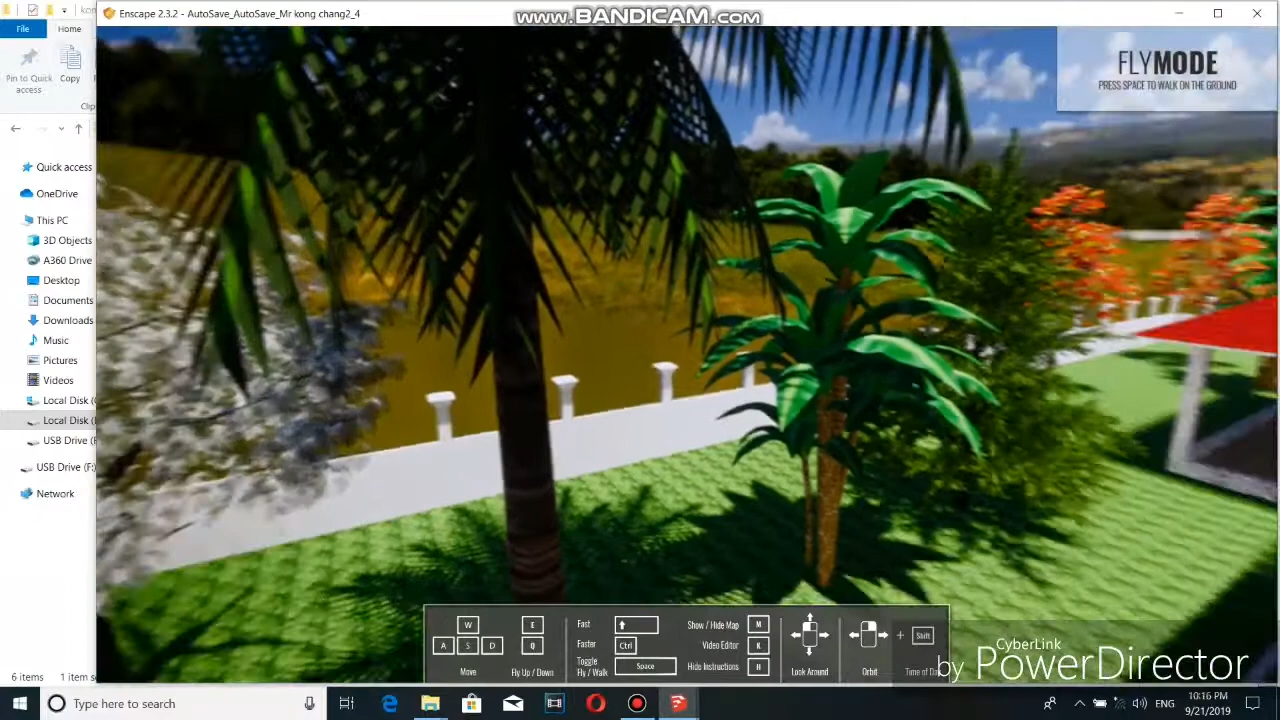 Enscape 2.3.2 - AutoSave_AutoSave_Mr kong chang2_4
www.BANDICAM.com
File
Home
Pin to Quick
access
Copy
Clip
FLYMODE
PRESS SPACE TO WALK ON THE GROUND
Quick access
OneDrive
This PC
3D Objects
A360 Drive
Desktop
Documents
Downloads
Music
Pictures
Videos
Local Disk (
Local Disk (
USB Drive (F
USB Drive (F:
Network
6 items
1 item s
W
A
S
D
Move
E
Q
Fly Up / Down
Fast
Faster
Ctrl
Toggle
Fly / Walk
Space
Show / Hide Map
M
Video Editor
K
Hide Instructions
H
Look Around
Orbit
+
Shift
Time of Da
CyberLink
by PowerDirector
Type here to search
ENG
10:16 PM
9/21/2019